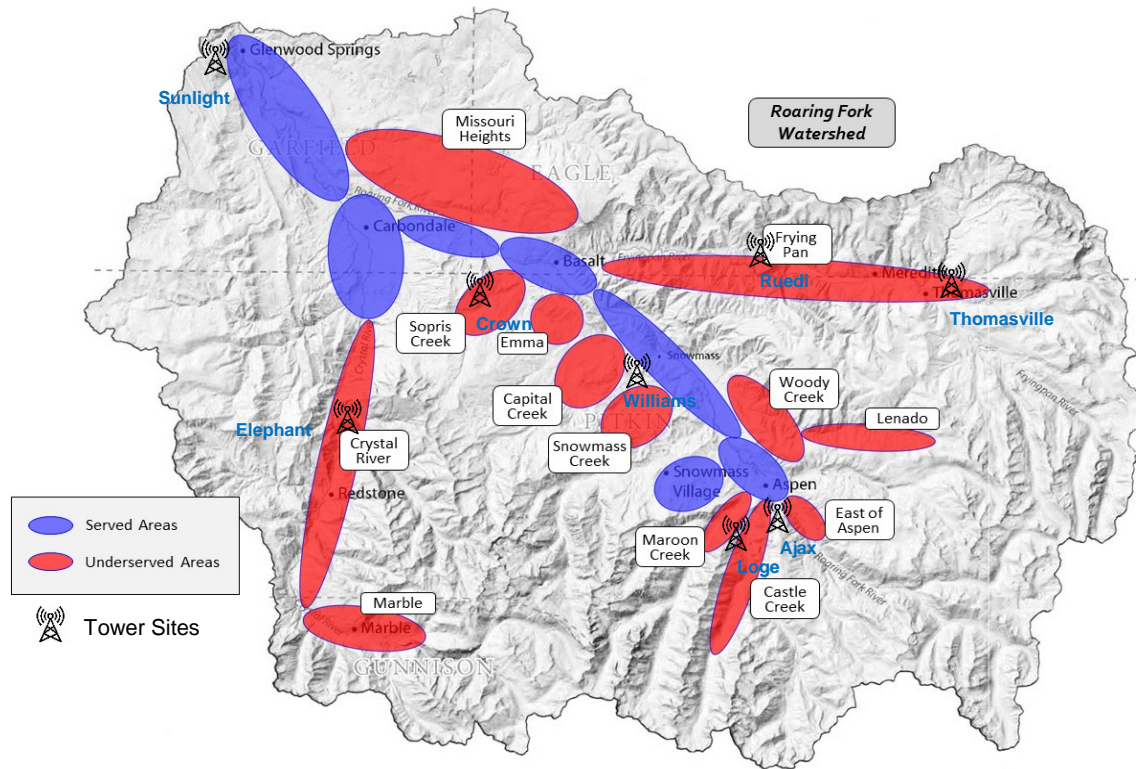 Glenwood Springs
Sunlight
Missouri
Heights
Roaring Fork
Watershed
GARFIELD
EAGLE
Roaring Fork River
Carbondale
Basalt
Frying
Pan
Ruedi
Meredith
Thomasville
Thomasville
Sopris
Creek
Crown
Emma
Crystal River
Snowmass
Capital
Creek
Williams
PITKIN
Woody
Creek
Fryingpan River
Lenado
Elephant
Crystal
River
Snowmass
Creek
Redstone
Snowmass
Village
Aspen
Served Areas
Underserved Areas
Tower Sites
Maroon
Creek
Loge
Ajax
East of
Aspen
Roaring Fork River
Castle
Creek
Marble
Marble
GUNNISON